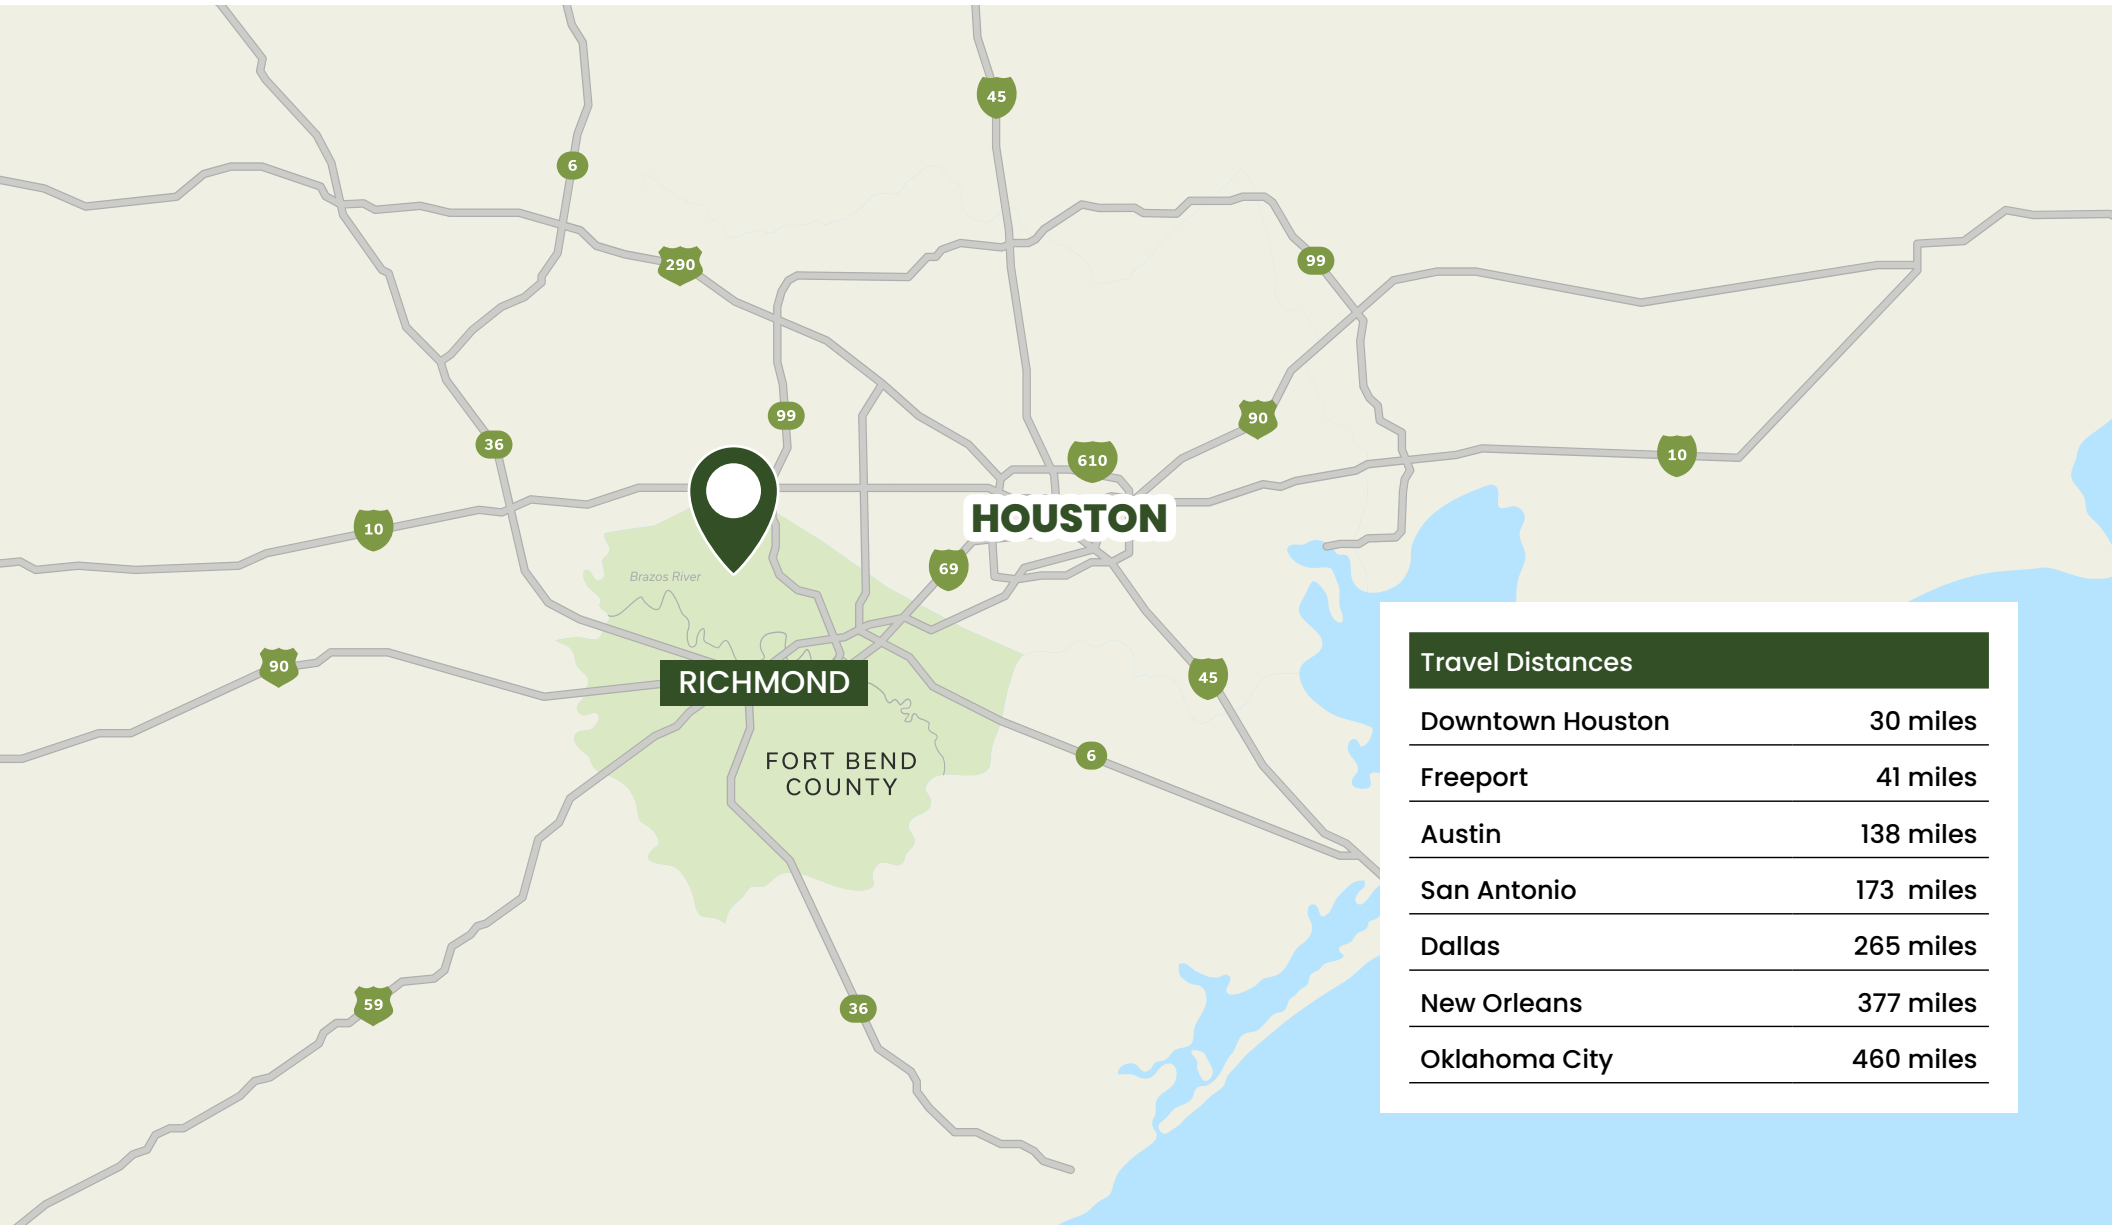 45
6
290
99
99
90
36
610
10
HOUSTON
10
69
Brazos River
90
RICHMOND
45
FORT BEND
COUNTY
6
59
36
Travel Distances
Downtown Houston 30 miles
Freeport 41 miles
Austin 138 miles
San Antonio 173 miles
Dallas 265 miles
New Orleans 377 miles
Oklahoma City 460 miles